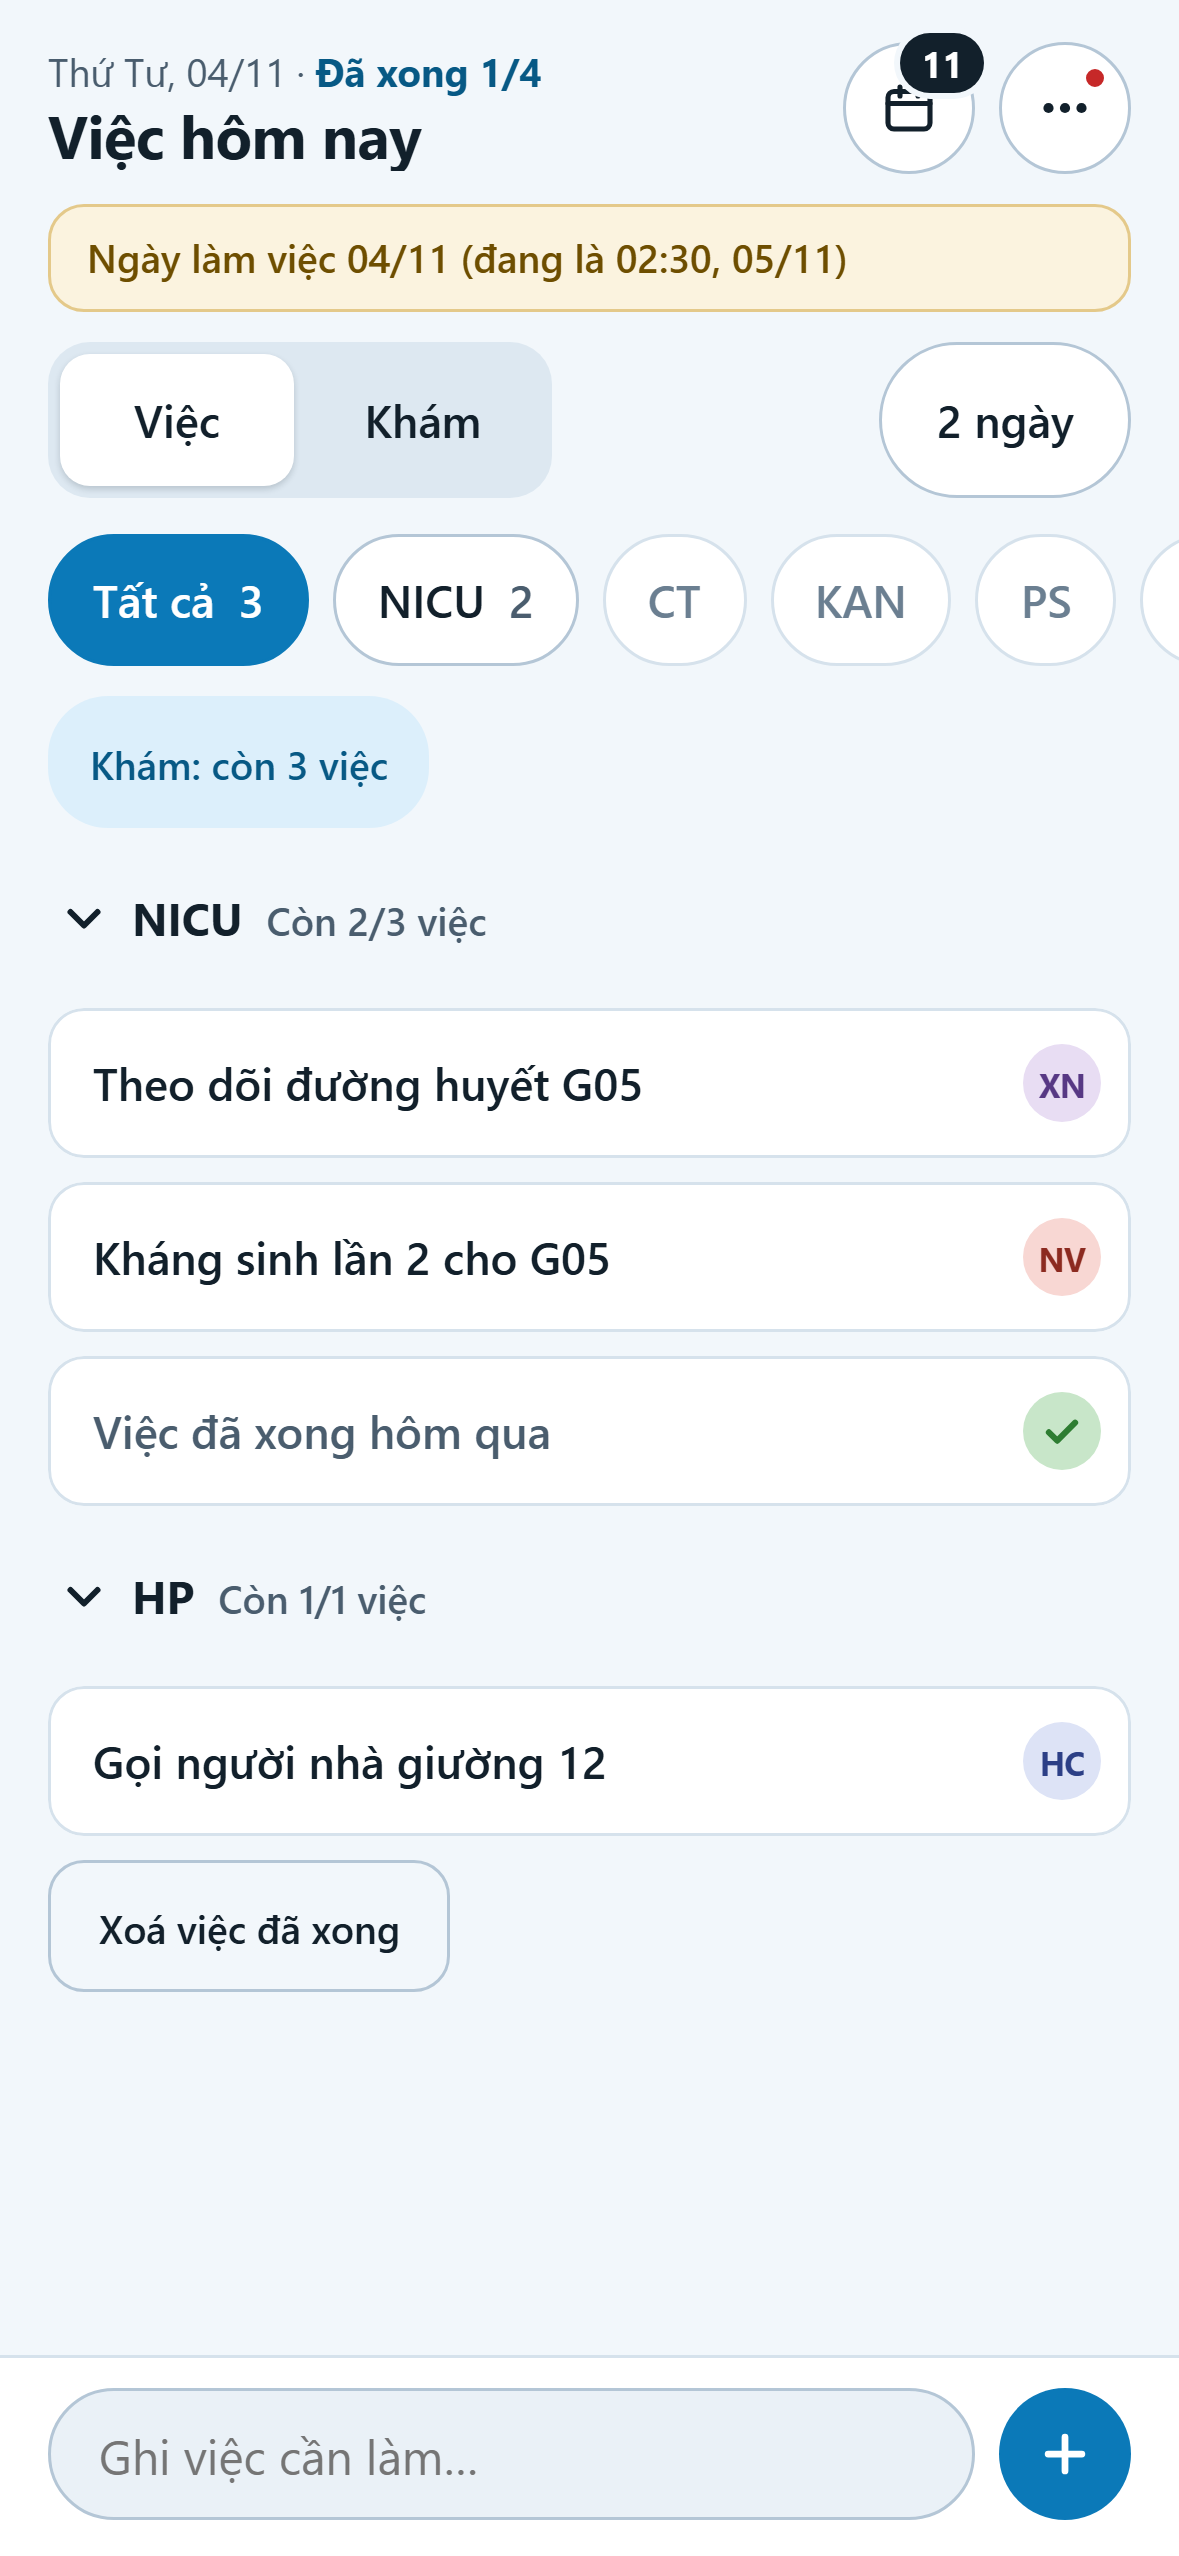 Thứ Tư, 04/11 · Đã xong 1/4
11
Việc hôm nay
Ngày làm việc 04/11 (đang là 02:30, 05/11)
Việc
Khám
2 ngày
Tất cả 3
NICU 2
CT
KAN
PS
Khám: còn 3 việc
NICU Còn 2/3 việc
Theo dõi đường huyết G05
XN
Kháng sinh lần 2 cho G05
NV
Việc đã xong hôm qua
HP Còn 1/1 việc
Gọi người nhà giường 12
HC
Xoá việc đã xong
Ghi việc cần làm...